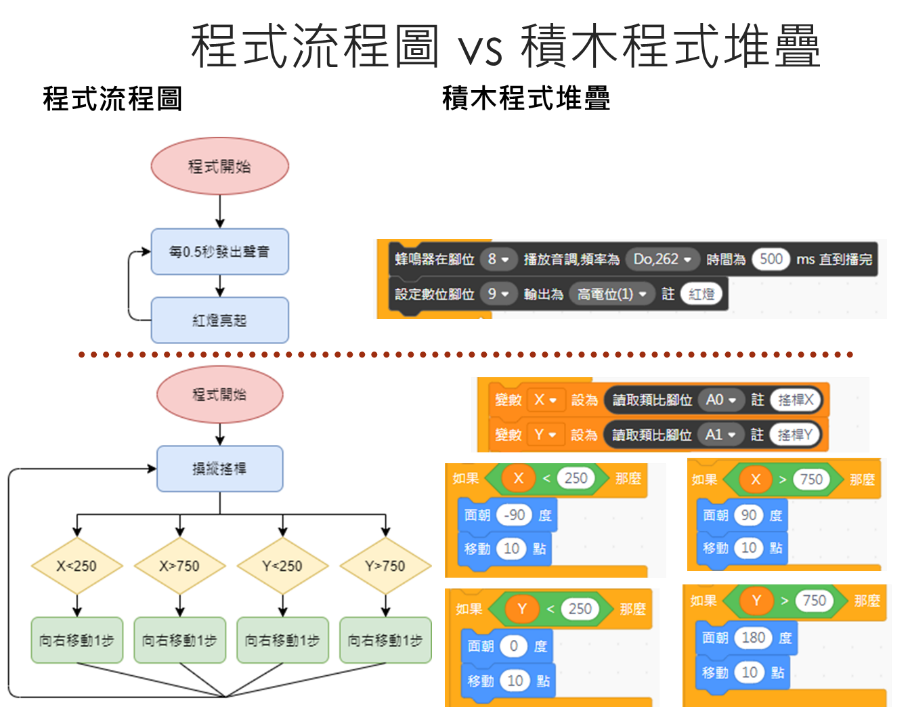 程式流程圖 vs 積木程式堆疊
程式流程圖
積木程式堆疊
程式開始
每0.5秒發出聲音
紅燈亮起
蜂鳴器在腳位 8 播放音調,頻率為 Do,262 時間為 500 ms 直到播完
設定數位腳位 9 輸出為 高電位(1) 註 紅燈
程式開始
操縱搖桿
X<250 X>750 Y<250 Y>750
向右移動1步 向右移動1步 向右移動1步 向右移動1步
變數 X 設為 讀取類比腳位 A0 註 搖桿X
變數 Y 設為 讀取類比腳位 A1 註 搖桿Y
如果 X < 250 那麼
面朝 -90 度
移動 10 點
如果 X > 750 那麼
面朝 90 度
移動 10 點
如果 Y < 250 那麼
面朝 0 度
移動 10 點
如果 Y > 750 那麼
面朝 180 度
移動 10 點